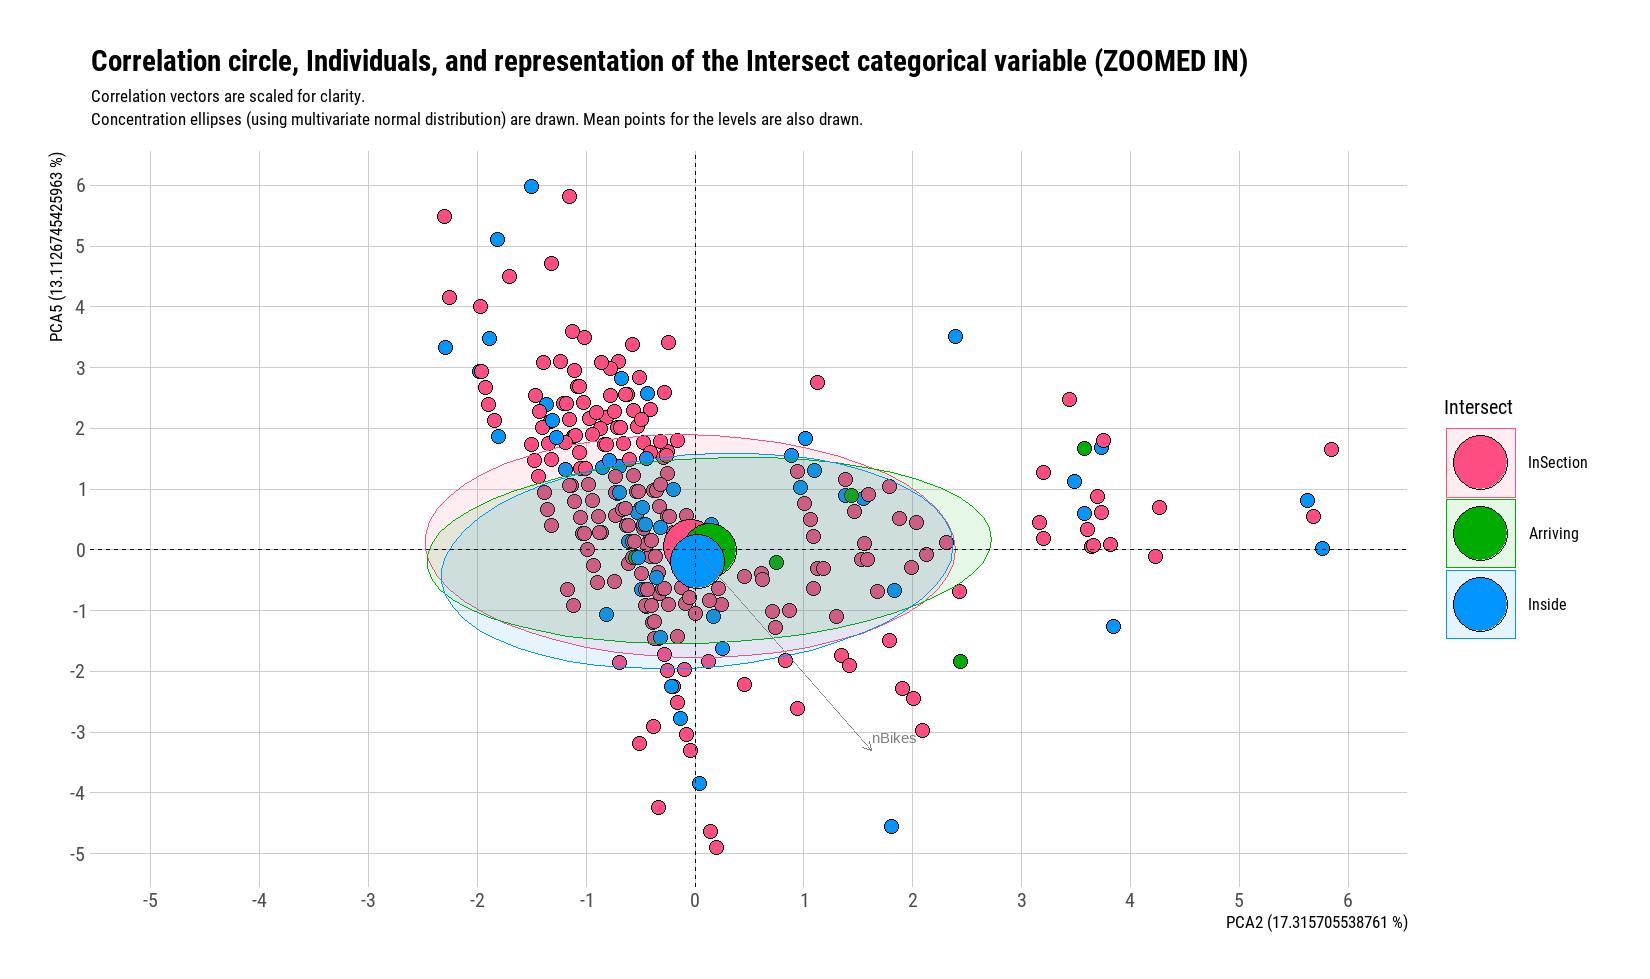 Correlation circle, Individuals, and representation of the Intersect categorical variable (ZOOMED IN)
Correlation vectors are scaled for clarity.
Concentration ellipses (using multivariate normal distribution) are drawn. Mean points for the levels are also drawn.
PCA5 (13.1126745425963 %)
6
5
4
3
2
1
0
-1
-2
-3
-4
-5
nBikes
-5 -4 -3 -2 -1 0 1 2 3 4 5 6
PCA2 (17.315705538761 %)
Intersect
InSection
Arriving
Inside